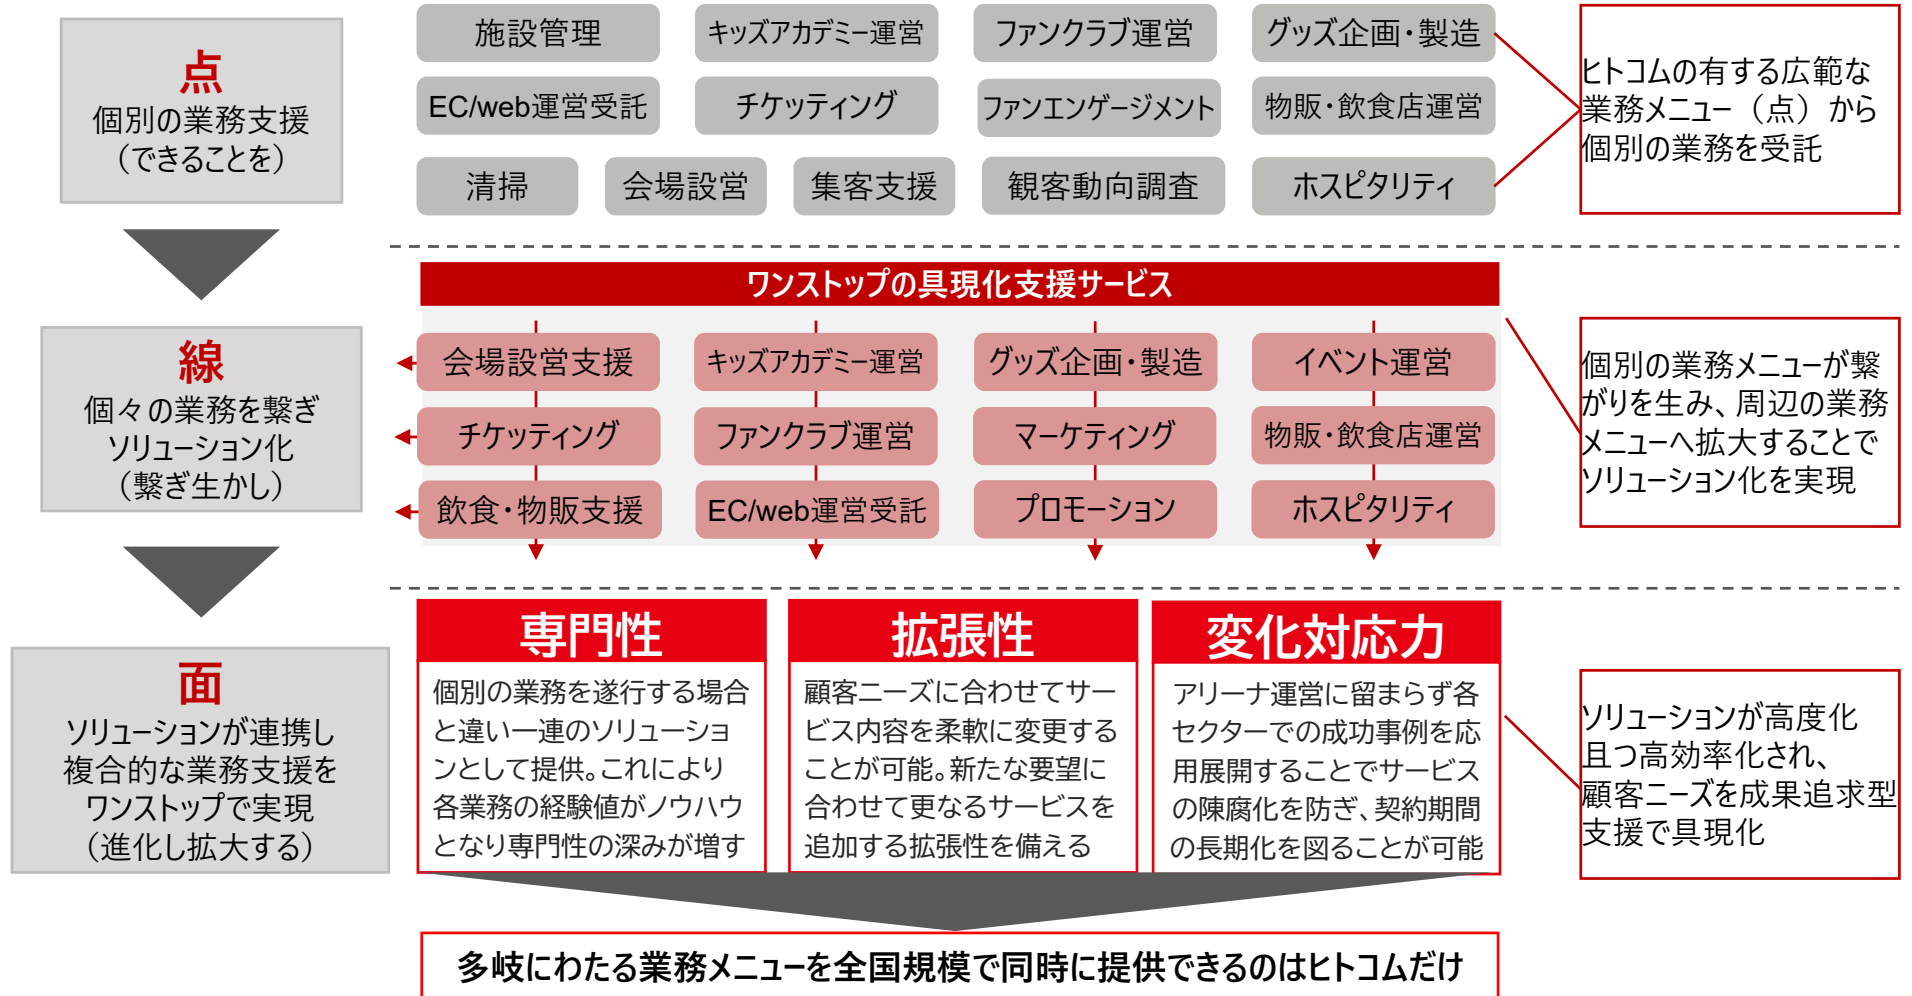 点
個別の業務支援
（できることを）
施設管理
キッズアカデミー運営
ファンクラブ運営
グッズ企画・製造
EC/web運営受託
チケッティング
ファンエンゲージメント
物販・飲食店運営
清掃
会場設営
集客支援
観客動向調査
ホスピタリティ
ヒトコムの有する広範な
業務メニュー（点）から
個別の業務を受託
線
個々の業務を繋ぎ
ソリューション化
（繋ぎ生かし）
ワンストップの具現化支援サービス
会場設営支援
キッズアカデミー運営
グッズ企画・製造
イベント運営
チケッティング
ファンクラブ運営
マーケティング
物販・飲食店運営
飲食・物販支援
EC/web運営受託
プロモーション
ホスピタリティ
個別の業務メニューが繋
がりを生み、周辺の業務
メニューへ拡大することで
ソリューション化を実現
面
ソリューションが連携し
複合的な業務支援を
ワンストップで実現
（進化し拡大する）
専門性
個別の業務を遂行する場合
と違い一連のソリューショ
ンとして提供。これにより
各業務の経験値がノウハウ
となり専門性の深みが増す
拡張性
顧客ニーズに合わせてサー
ビス内容を柔軟に変更する
ことが可能。新たな要望に
合わせて更なるサービスを
追加する拡張性を備える
変化対応力
アリーナ運営に留まらず各
セクターでの成功事例を応
用展開することでサービス
の陳腐化を防ぎ、契約期間
の長期化を図ることが可能
ソリューションが高度化
且つ高効率化され、
顧客ニーズを成果追求型
支援で具現化
多岐にわたる業務メニューを全国規模で同時に提供できるのはヒトコムだけ